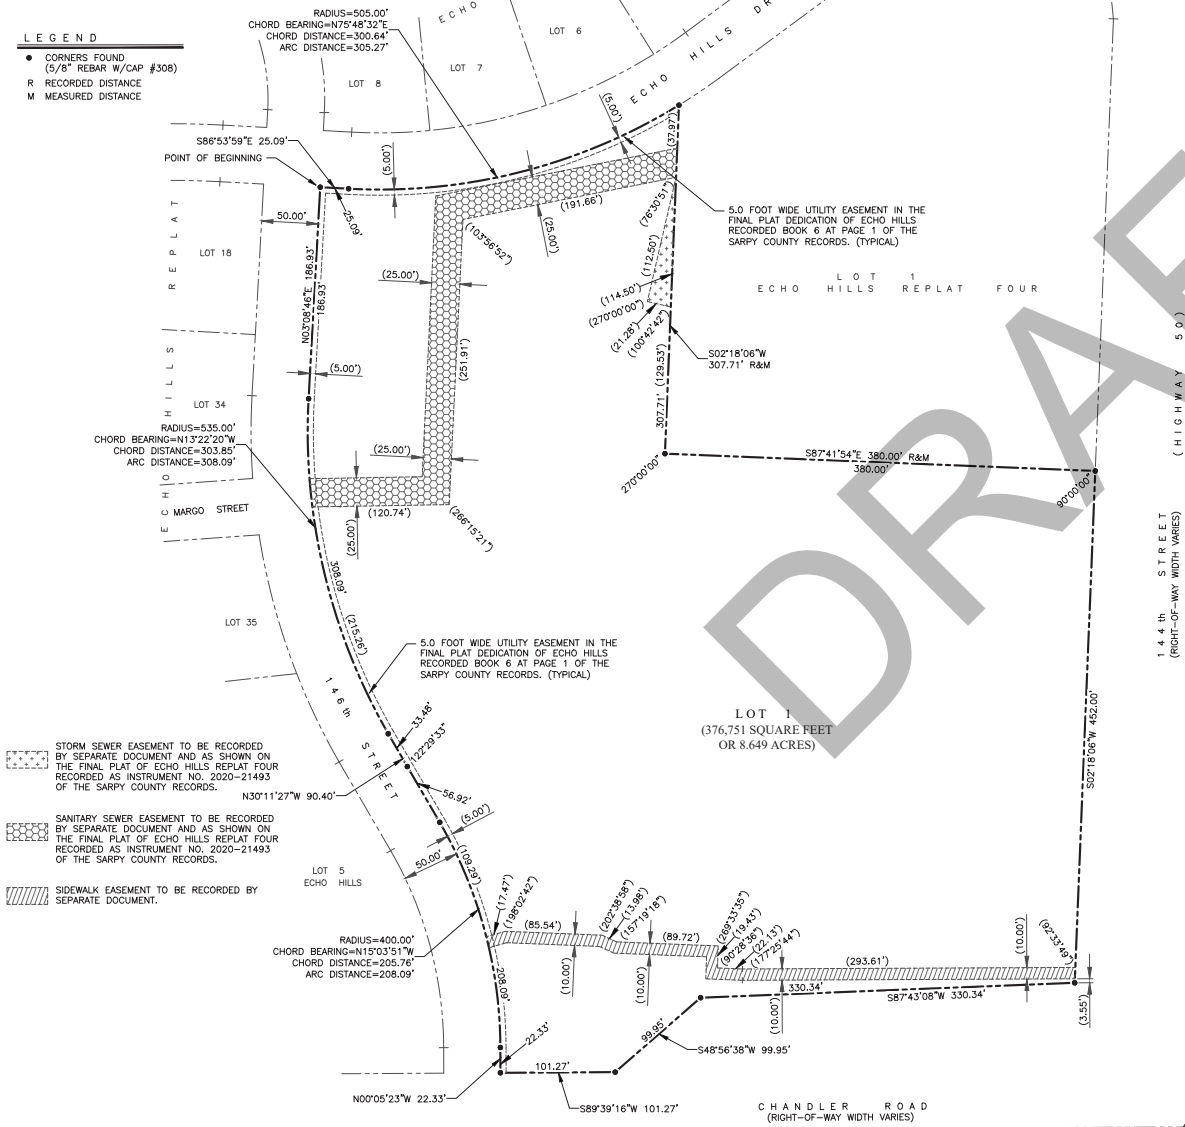 LEGEND
CORNERS FOUND
(5/8" REBAR W/CAP #308)
R RECORDED DISTANCE
M MEASURED DISTANCE
RADIUS=505.00'
CHORD BEARING=N75°48'32"E
CHORD DISTANCE=300.64'
ARC DISTANCE=305.27'
ECHO
LOT 6
LOT 7
LOT 8
ECHO HILLS DR
S86°53'59"E 25.09'
POINT OF BEGINNING
25.09'
(5.00')
(5.00')
(37.97')
(191.66')
(25.00')
(76°30'51")
(103°56'52")
5.0 FOOT WIDE UTILITY EASEMENT IN THE
FINAL PLAT DEDICATION OF ECHO HILLS
RECORDED BOOK 6 AT PAGE 1 OF THE
SARPY COUNTY RECORDS. (TYPICAL)
50.00'
LOT 18
N03°08'46"E 186.93'
186.93'
(25.00')
(251.91')
(112.50')
(114.50')
(270°00'00")
(21.28')
(100°42'42")
R
LOT 1
ECHO HILLS REPLAT FOUR
S02°18'06"W
307.71' R&M
307.71' (129.53')
(5.00')
ECHO HILLS REPLAT
LOT 34
RADIUS=535.00'
CHORD BEARING=N13°22'20"W
CHORD DISTANCE=303.85'
ARC DISTANCE=308.09'
(25.00')
MARGO STREET
(120.74')
(25.00')
(266°15'21")
270°00'00"
S87°41'54"E 380.00' R&M
380.00'
90°00'00"
(HIGHWAY 50)
144th STREET
(RIGHT-OF-WAY WIDTH VARIES)
DRAF
308.09'
(215.26')
LOT 35
5.0 FOOT WIDE UTILITY EASEMENT IN THE
FINAL PLAT DEDICATION OF ECHO HILLS
RECORDED BOOK 6 AT PAGE 1 OF THE
SARPY COUNTY RECORDS. (TYPICAL)
146th STREET
33.48'
122°29'33"
LOT 1
(376,751 SQUARE FEET
OR 8.649 ACRES)
S02°18'06"W 452.00'
STORM SEWER EASEMENT TO BE RECORDED
BY SEPARATE DOCUMENT AND AS SHOWN ON
THE FINAL PLAT OF ECHO HILLS REPLAT FOUR
RECORDED AS INSTRUMENT NO. 2020-21493
OF THE SARPY COUNTY RECORDS.
N30°11'27"W 90.40'
56.92'
(5.00')
SANITARY SEWER EASEMENT TO BE RECORDED
BY SEPARATE DOCUMENT AND AS SHOWN ON
THE FINAL PLAT OF ECHO HILLS REPLAT FOUR
RECORDED AS INSTRUMENT NO. 2020-21493
OF THE SARPY COUNTY RECORDS.
50.00'
(109.29')
LOT 5
ECHO HILLS
SIDEWALK EASEMENT TO BE RECORDED BY
SEPARATE DOCUMENT.
(17.47')
(198°02'42")
(85.54')
(202°38'58")
(13.98')
(157°19'18")
(89.72')
(269°33'35")
(19.43')
(90°28'36")
(22.13')
(177°25'44")
(293.61')
(10.00')
(92°33'49")
RADIUS=400.00'
CHORD BEARING=N15°03'51"W
CHORD DISTANCE=205.76'
ARC DISTANCE=208.09'
208.09'
(10.00')
(10.00')
(10.00')
330.34'
S87°43'08"W 330.34'
(3.55')
22.33'
99.95'
S48°56'38"W 99.95'
101.27'
N00°05'23"W 22.33'
S89°39'16"W 101.27'
CHANDLER ROAD
(RIGHT-OF-WAY WIDTH VARIES)